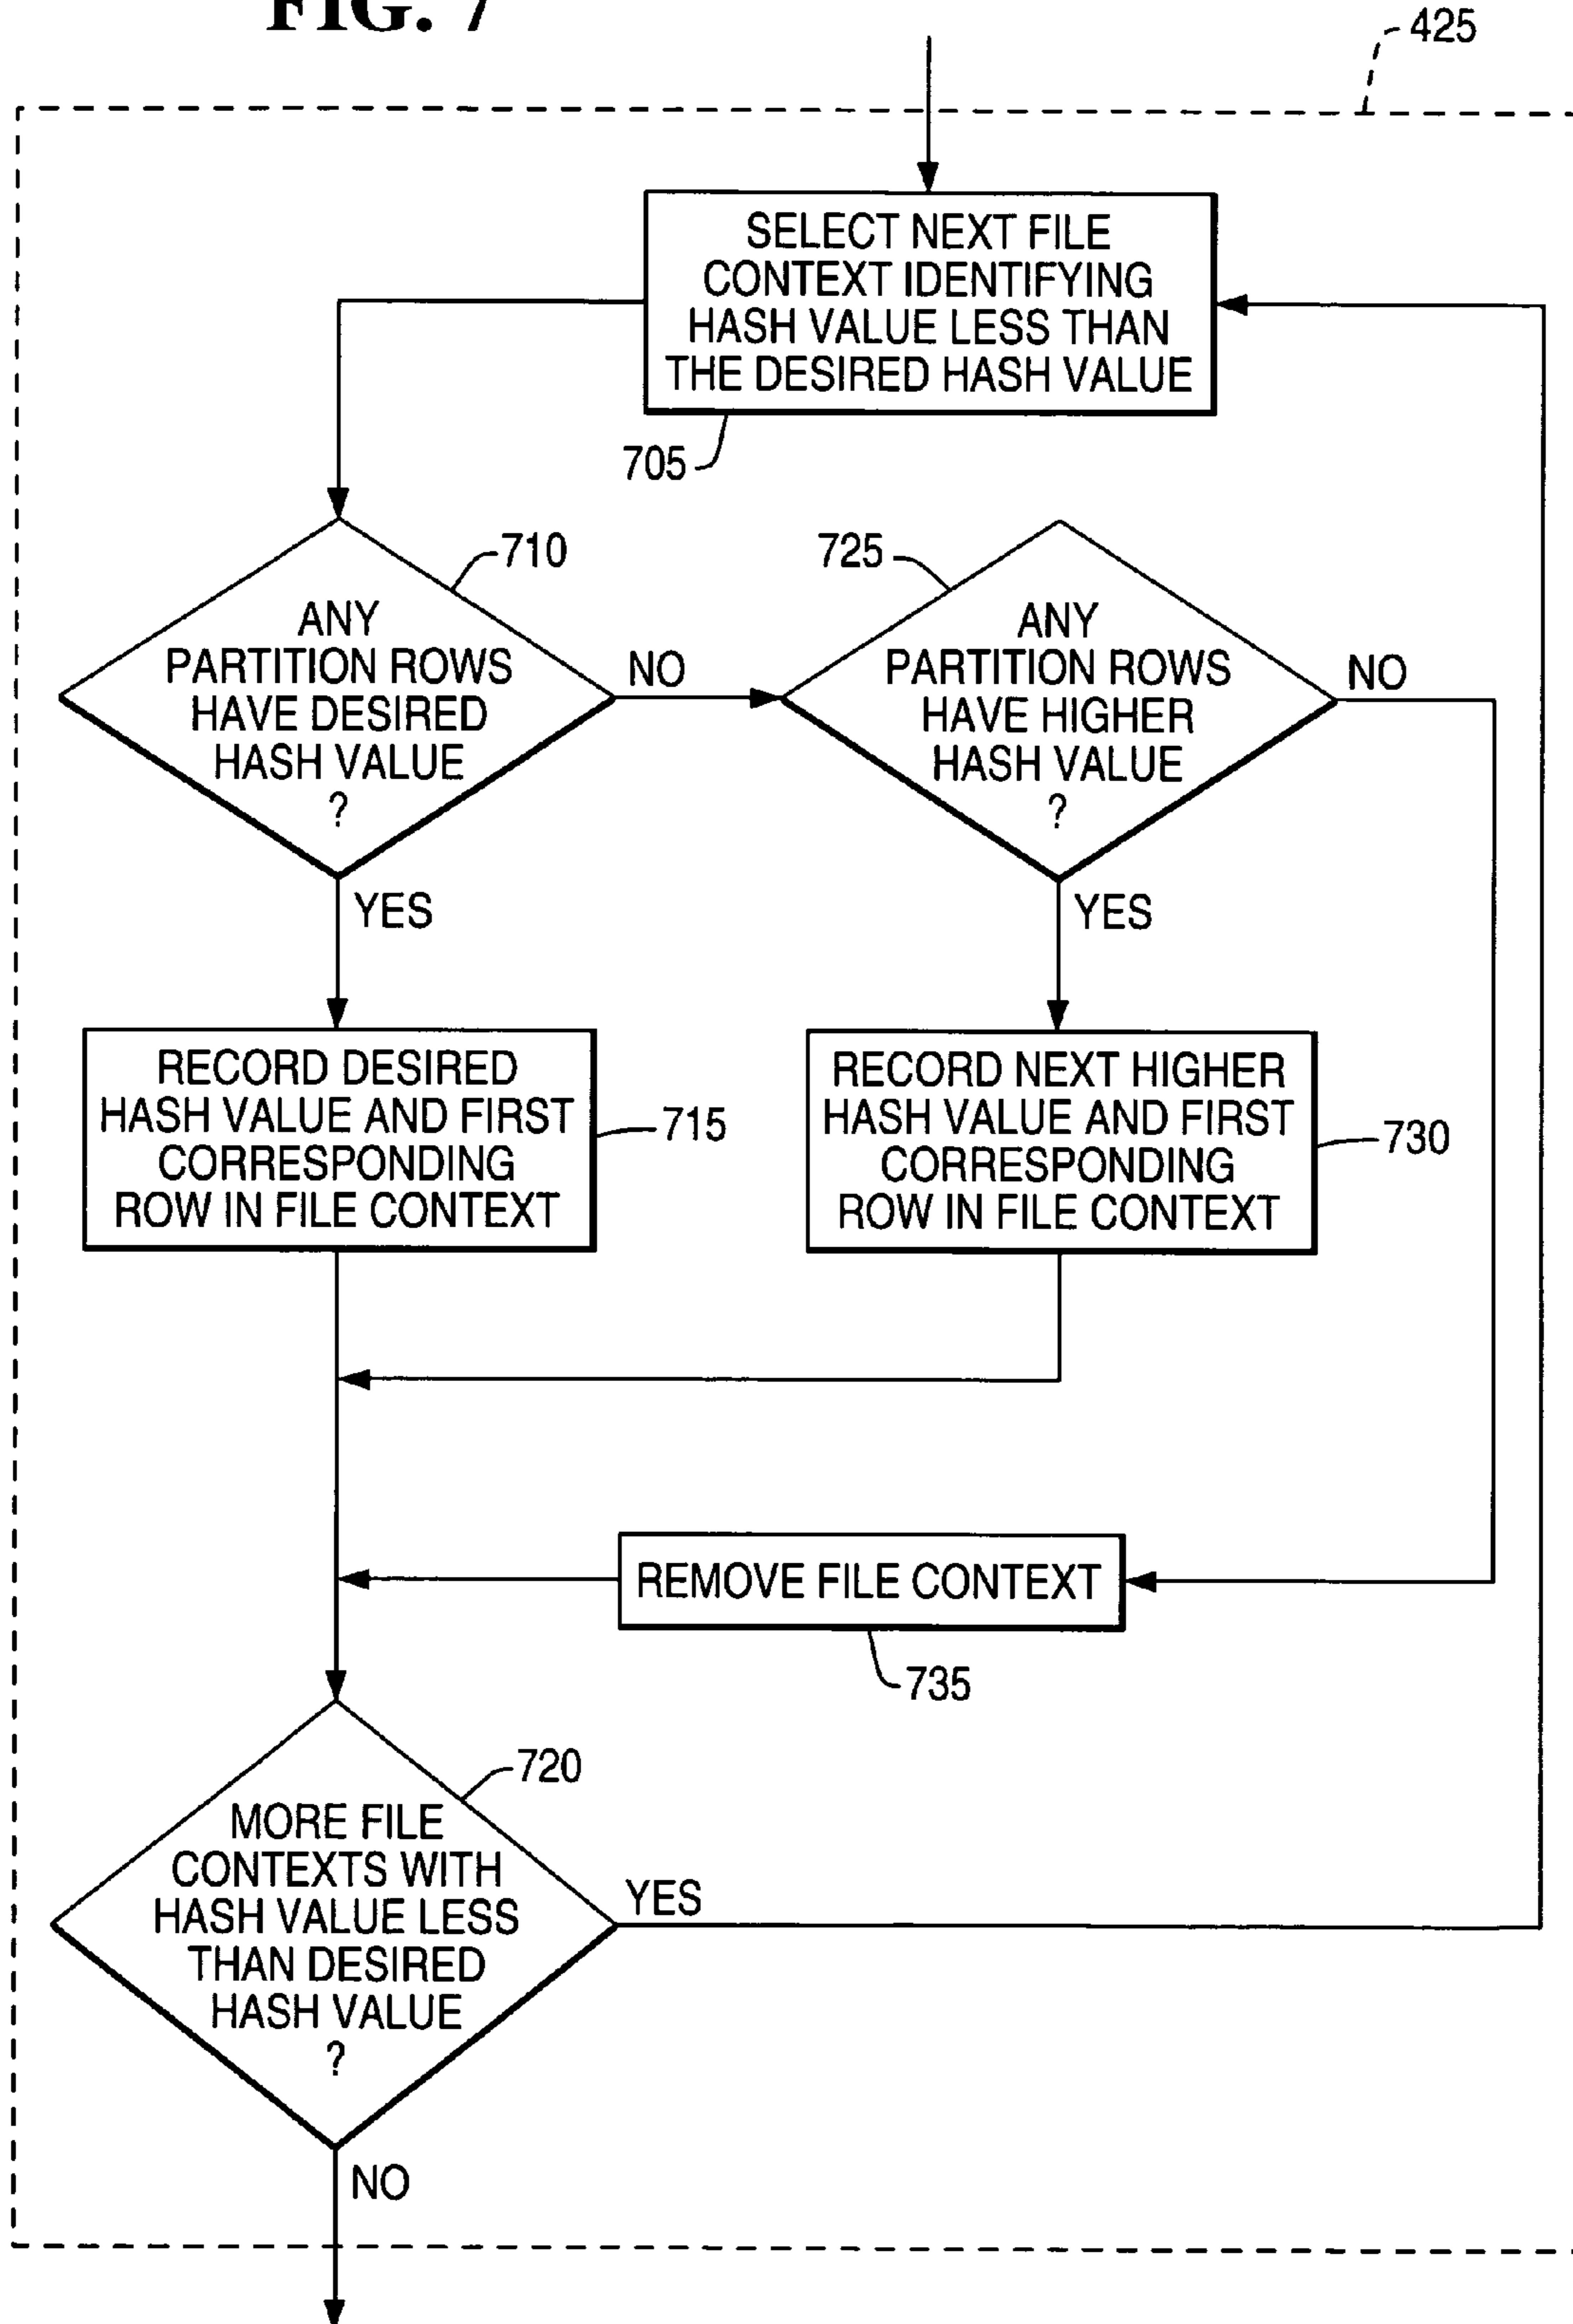 FIG. 7
425
SELECT NEXT FILE
CONTEXT IDENTIFYING
HASH VALUE LESS THAN
THE DESIRED HASH VALUE
705
710
ANY
PARTITION ROWS
HAVE DESIRED
HASH VALUE
?
NO
YES
725
ANY
PARTITION ROWS
HAVE HIGHER
HASH VALUE
?
NO
YES
RECORD DESIRED
HASH VALUE AND FIRST
CORRESPONDING
ROW IN FILE CONTEXT
715
RECORD NEXT HIGHER
HASH VALUE AND FIRST
CORRESPONDING
ROW IN FILE CONTEXT
730
REMOVE FILE CONTEXT
735
720
MORE FILE
CONTEXTS WITH
HASH VALUE LESS
THAN DESIRED
HASH VALUE
?
YES
NO